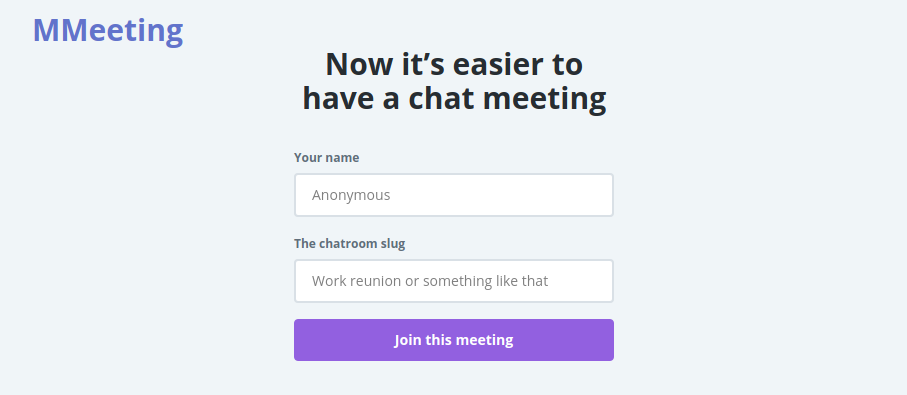 MMeeting
Now it’s easier to
have a chat meeting
Your name
Anonymous
The chatroom slug
Work reunion or something like that
Join this meeting